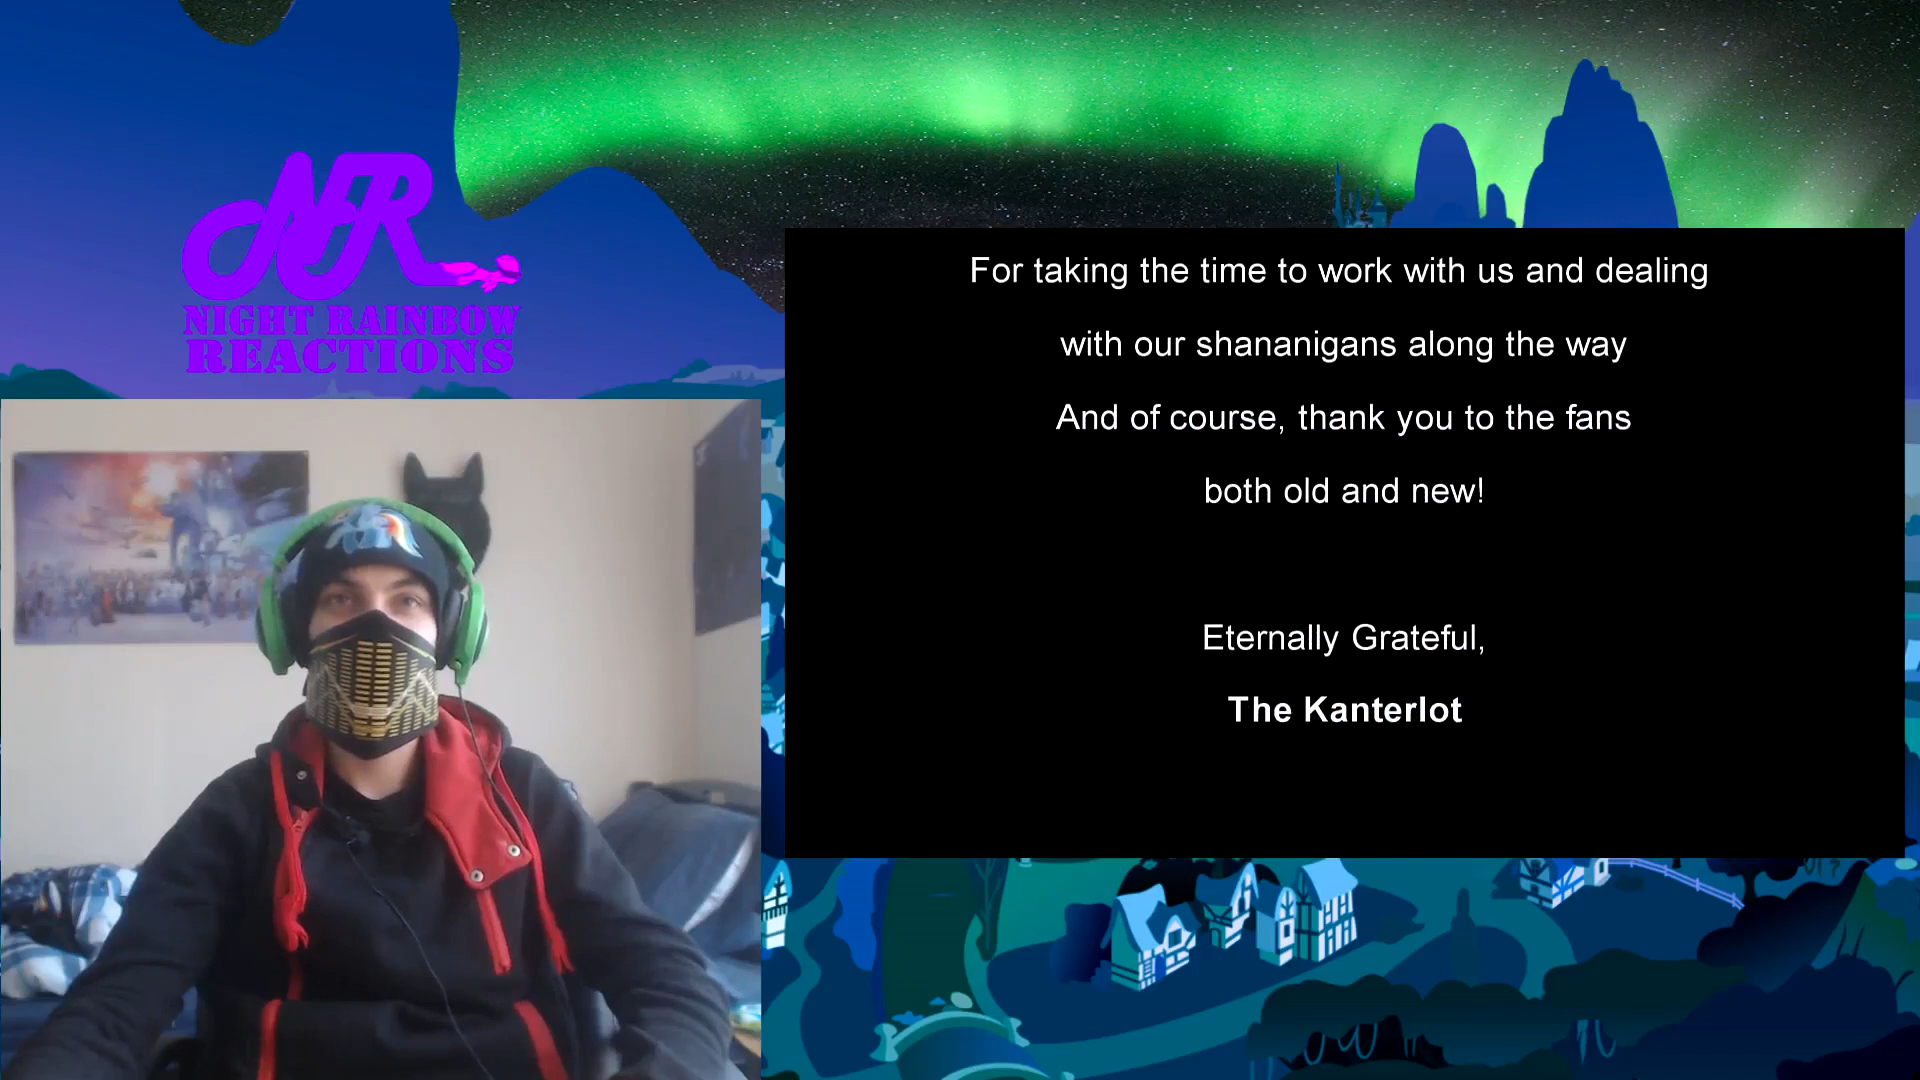 NR
NIGHT RAINBOW
REACTIONS
For taking the time to work with us and dealing
with our shananigans along the way
And of course, thank you to the fans
both old and new!
Eternally Grateful,
The Kanterlot